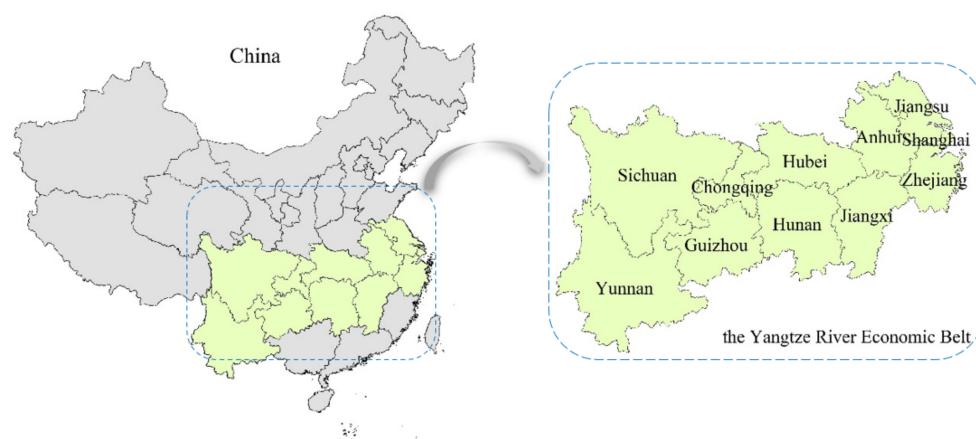 China
Jiangsu
Anhui
Shanghai
Hubei
Sichuan
Chongqing
Zhejiang
Jiangxi
Hunan
Guizhou
Yunnan
the Yangtze River Economic Belt